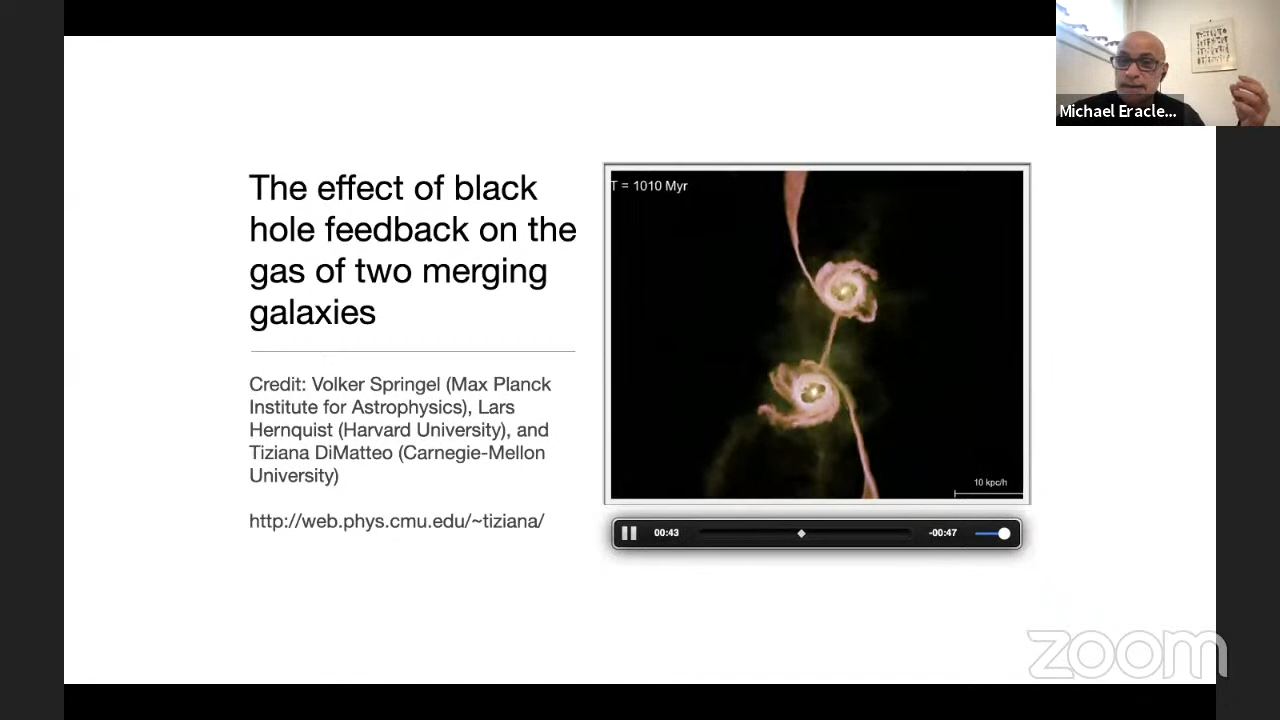 Michael Eracle...
The effect of black
hole feedback on the
gas of two merging
galaxies
T = 1010 Myr
Credit: Volker Springel (Max Planck
Institute for Astrophysics), Lars
Hernquist (Harvard University), and
Tiziana DiMatteo (Carnegie-Mellon
University)
http://web.phys.cmu.edu/~tiziana/
10 kpc/h
00:43
-00:47
zoom